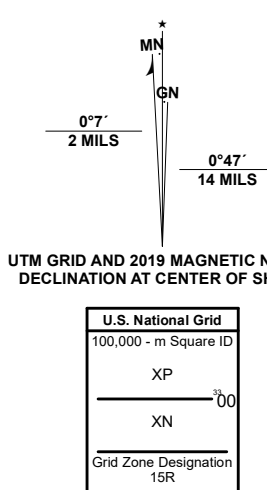 MN
GN
0°7´
2 MILS
0°47´
14 MILS
UTM GRID AND 2019 MAGNETIC
DECLINATION AT CENTER OF
U.S. National Grid
100,000 - m Square ID
XP
33 00
XN
Grid Zone Designation
15R